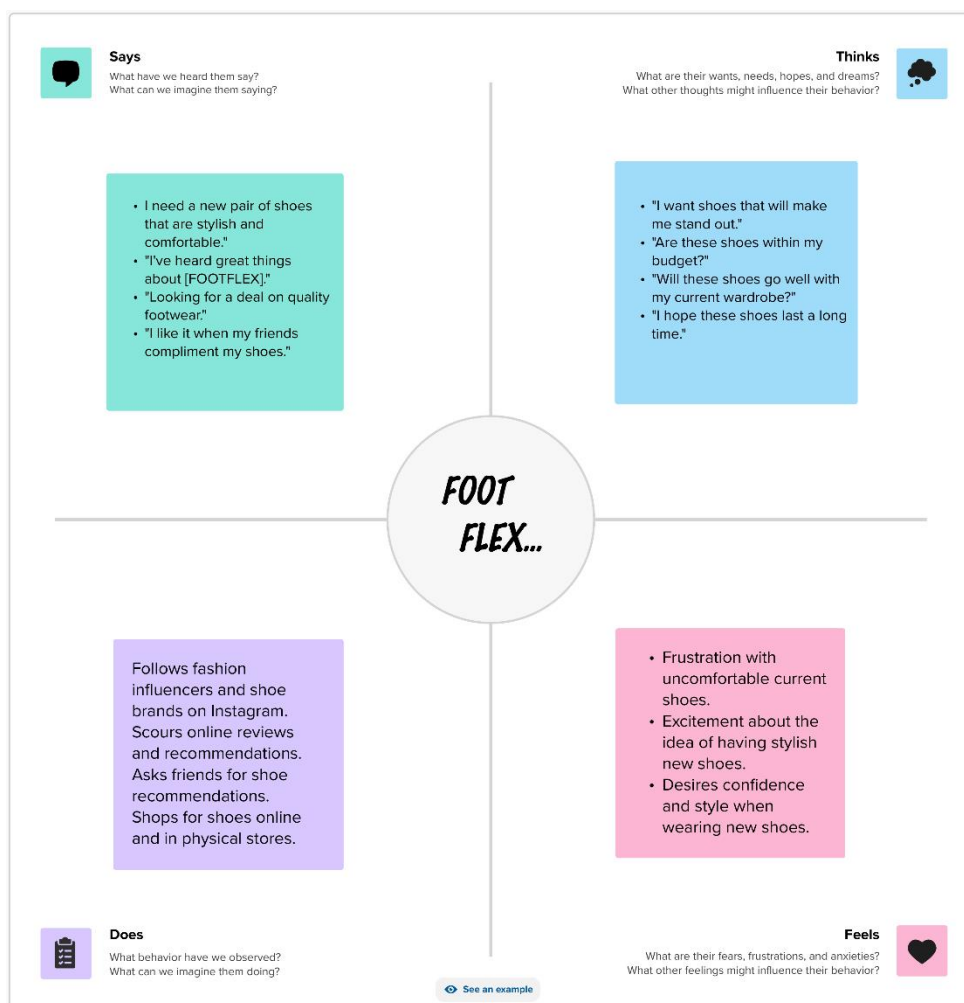 Says
What have we heard them say?
What can we imagine them saying?
Thinks
What are their wants, needs, hopes, and dreams?
What other thoughts might influence their behavior?
• I need a new pair of shoes
that are stylish and
comfortable."
• "I've heard great things
about [FOOTFLEX]."
• "Looking for a deal on quality
footwear."
• "I like it when my friends
compliment my shoes."
• "I want shoes that will make
me stand out."
• "Are these shoes within my
budget?"
• "Will these shoes go well with
my current wardrobe?"
• "I hope these shoes last a long
time."
FOOT
FLEX...
Follows fashion
influencers and shoe
brands on Instagram.
Scours online reviews
and recommendations.
Asks friends for shoe
recommendations.
Shops for shoes online
and in physical stores.
• Frustration with
uncomfortable current
shoes.
• Excitement about the
idea of having stylish
new shoes.
• Desires confidence
and style when
wearing new shoes.
Does
What behavior have we observed?
What can we imagine them doing?
Feels
What are their fears, frustrations, and anxieties?
What other feelings might influence their behavior?
See an example